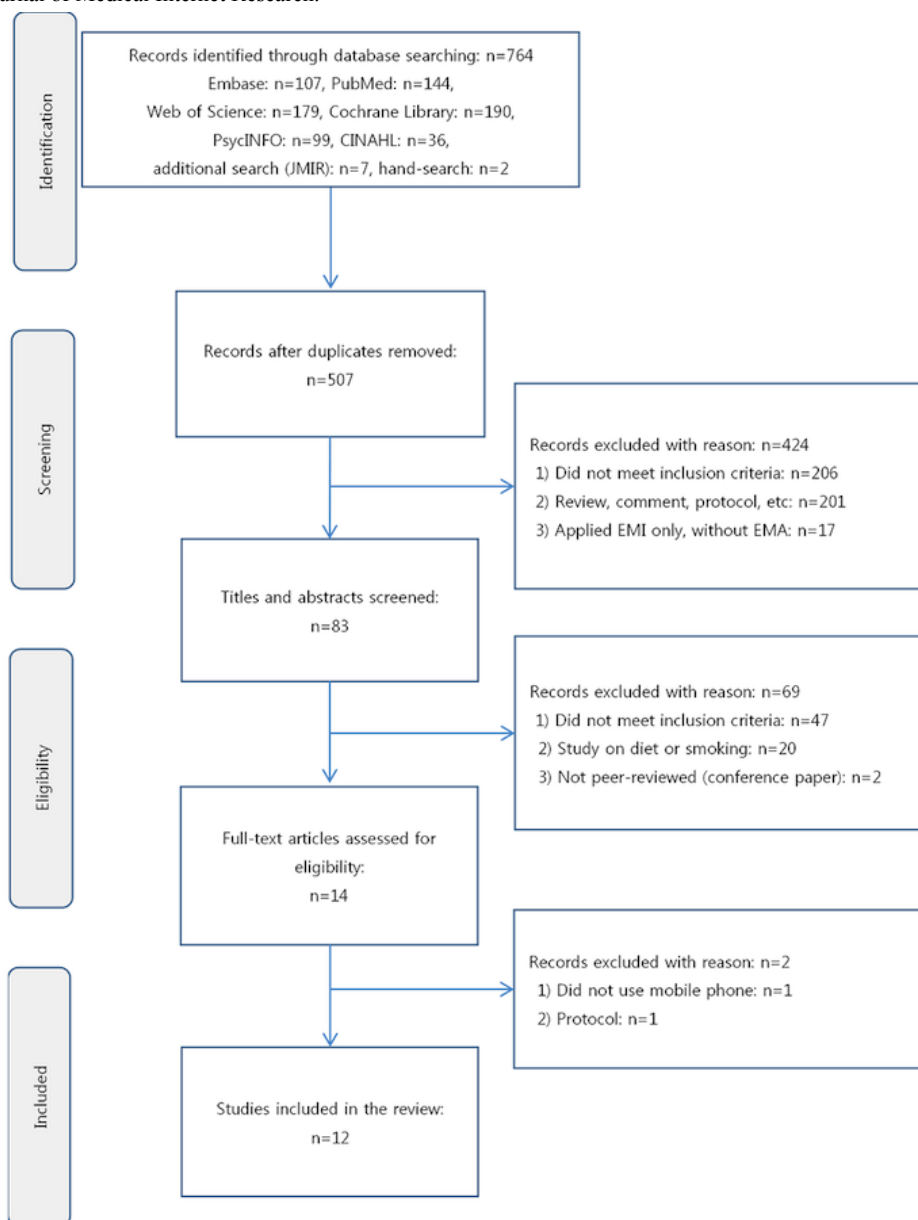 Journal of Medical Internet Research.
Identification
Records identified through database searching: n=764
Embase: n=107, PubMed: n=144,
Web of Science: n=179, Cochrane Library: n=190,
PsycINFO: n=99, CINAHL: n=36,
additional search (JMIR): n=7, hand-search: n=2
Screening
Records after duplicates removed:
n=507
Records excluded with reason: n=424
1) Did not meet inclusion criteria: n=206
2) Review, comment, protocol, etc: n=201
3) Applied EMI only, without EMA: n=17
Titles and abstracts screened:
n=83
Eligibility
Records excluded with reason: n=69
1) Did not meet inclusion criteria: n=47
2) Study on diet or smoking: n=20
3) Not peer-reviewed (conference paper): n=2
Full-text articles assessed for
eligibility:
n=14
Included
Records excluded with reason: n=2
1) Did not use mobile phone: n=1
2) Protocol: n=1
Studies included in the review:
n=12